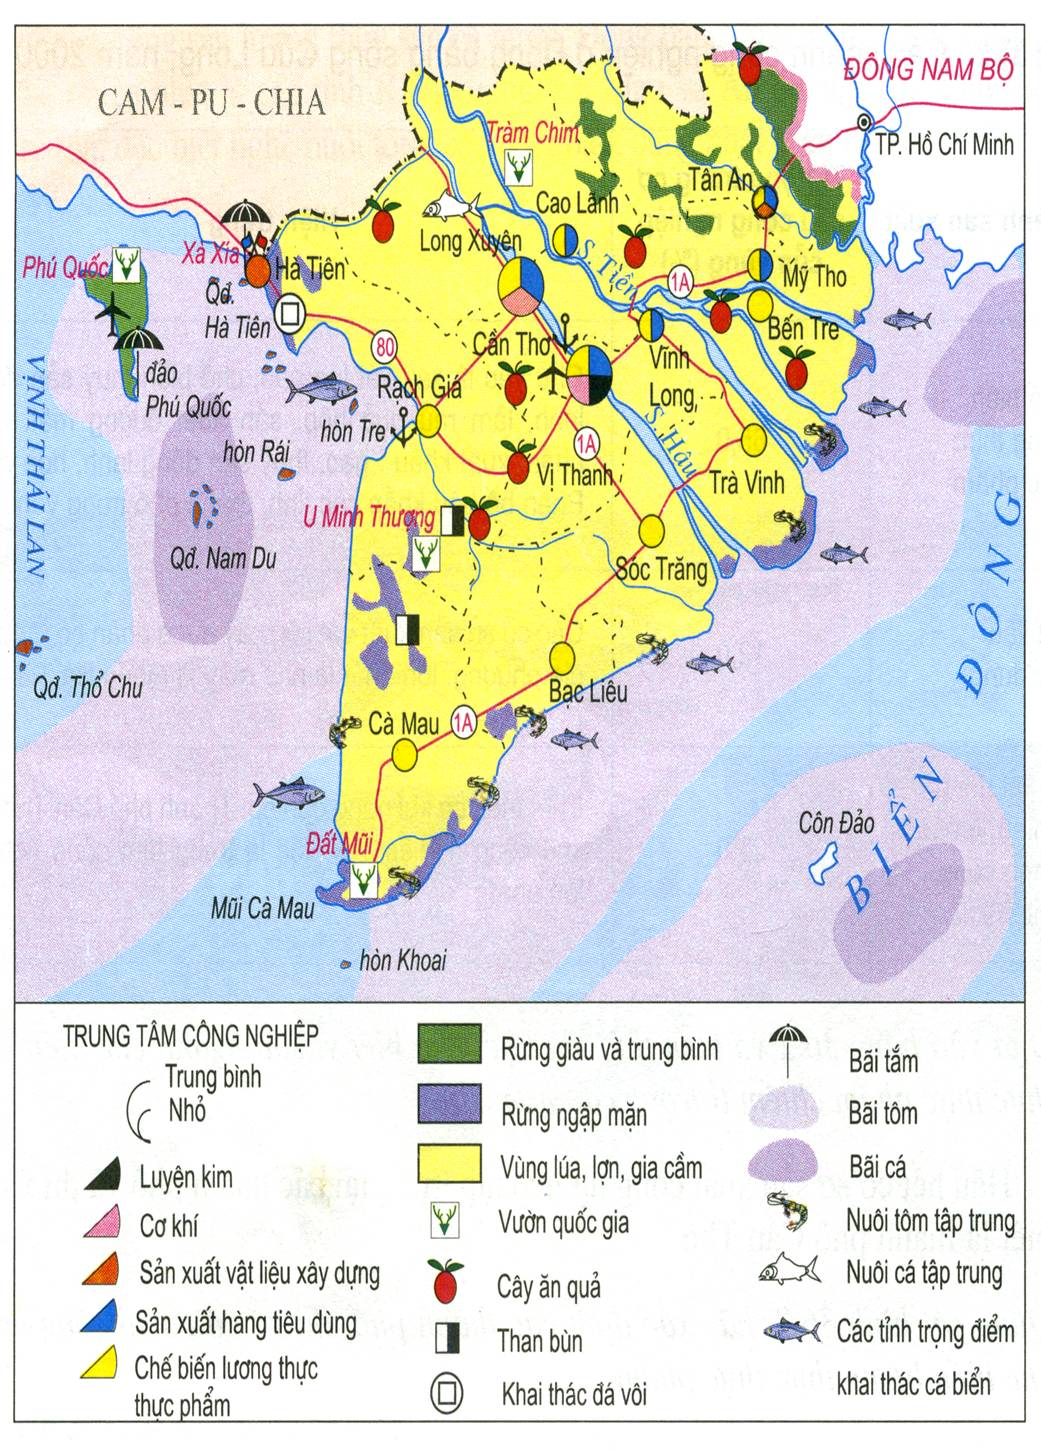 CAM - PU - CHIA
ĐÔNG NAM BỘ
TP. Hồ Chí Minh
Tràm Chim
Tân An
Cao Lãnh
Long Xuyên
S. Tiền
1A
Mỹ Tho
Bến Tre
Xà Xía
Hà Tiên
Phú Quốc
Qđ.
Hà Tiên
80
Cần Thơ
Vĩnh
Long
đảo
Phú Quốc
Rạch Giá
hòn Tre
S. Hậu
1A
hòn Rái
Vị Thanh
Trà Vinh
VỊNH THÁI LAN
U Minh Thượng
Qđ. Nam Du
Sóc Trăng
Qđ. Thổ Chu
Bạc Liêu
Cà Mau
1A
BIỂN ĐÔNG
Côn Đảo
Đất Mũi
Mũi Cà Mau
hòn Khoai
TRUNG TÂM CÔNG NGHIỆP
Trung bình
Nhỏ
Luyện kim
Cơ khí
Sản xuất vật liệu xây dựng
Sản xuất hàng tiêu dùng
Chế biến lương thực
thực phẩm
Rừng giàu và trung bình
Rừng ngập mặn
Vùng lúa, lợn, gia cầm
Vườn quốc gia
Cây ăn quả
Than bùn
Khai thác đá vôi
Bãi tắm
Bãi tôm
Bãi cá
Nuôi tôm tập trung
Nuôi cá tập trung
Các tỉnh trọng điểm
khai thác cá biển